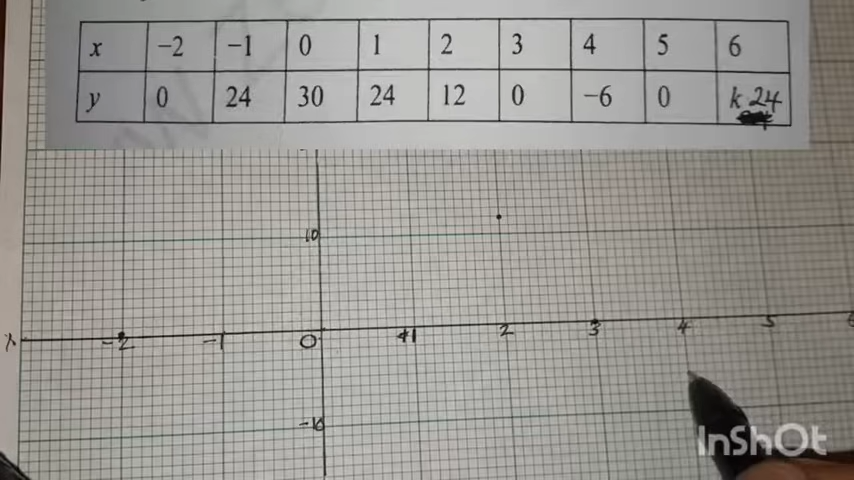 x -2 -1 0 1 2 3 4 5 6
y 0 24 30 24 12 0 -6 0 k 24
10
x -2 -1 0 +1 2 3 4 5 6
-10
InShOt